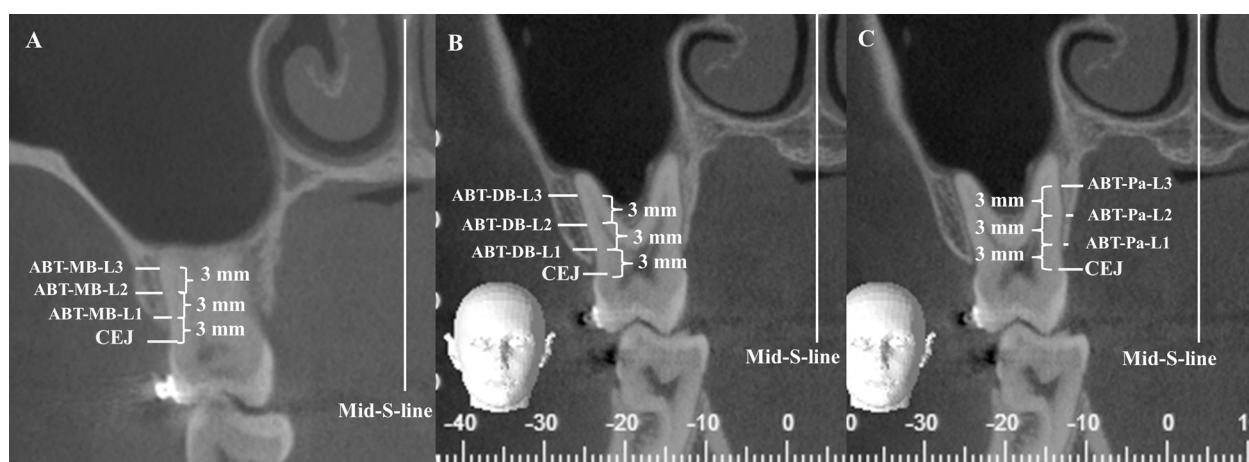 A
ABT-MB-L3
ABT-MB-L2
ABT-MB-L1
CEJ
3 mm
3 mm
3 mm
Mid-S-line
B
ABT-DB-L3
ABT-DB-L2
ABT-DB-L1
CEJ
3 mm
3 mm
3 mm
Mid-S-line
-40 -30 -20 -10 0
C
3 mm
3 mm
3 mm
ABT-Pa-L3
ABT-Pa-L2
ABT-Pa-L1
CEJ
Mid-S-line
30 -20 -10 0 1